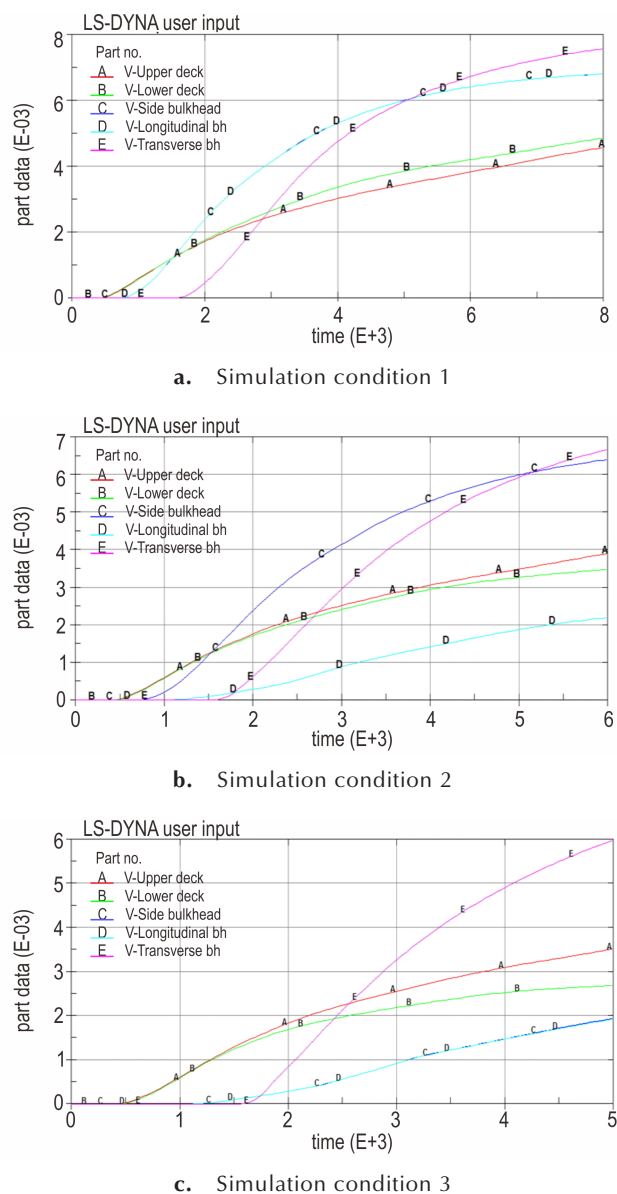 LS-DYNA user input
Part no.
A V-Upper deck
B V-Lower deck
C V-Side bulkhead
D V-Longitudinal bh
E V-Transverse bh
part data (E-03)
8
6
4
2
0
0 2 4 6 8
time (E+3)
a. Simulation condition 1
LS-DYNA user input
Part no.
A V-Upper deck
B V-Lower deck
C V-Side bulkhead
D V-Longitudinal bh
E V-Transverse bh
part data (E-03)
7
6
5
4
3
2
1
0
0 1 2 3 4 5 6
time (E+3)
b. Simulation condition 2
LS-DYNA user input
Part no.
A V-Upper deck
B V-Lower deck
C V-Side bulkhead
D V-Longitudinal bh
E V-Transverse bh
part data (E-03)
6
5
4
3
2
1
0
0 1 2 3 4 5
time (E+3)
c. Simulation condition 3